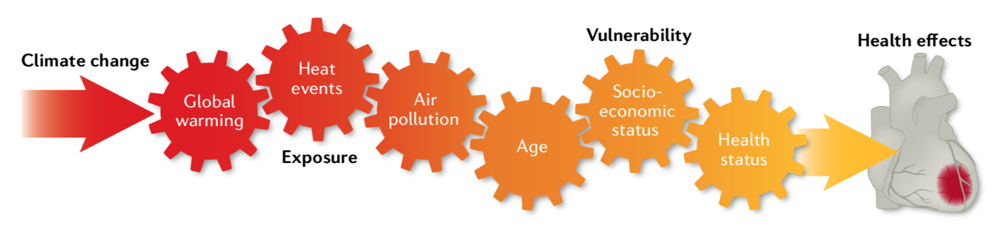 Climate change
Global
warming
Heat
events
Exposure
Air
pollution
Age
Vulnerability
Socio-
economic
status
Health
status
Health effects